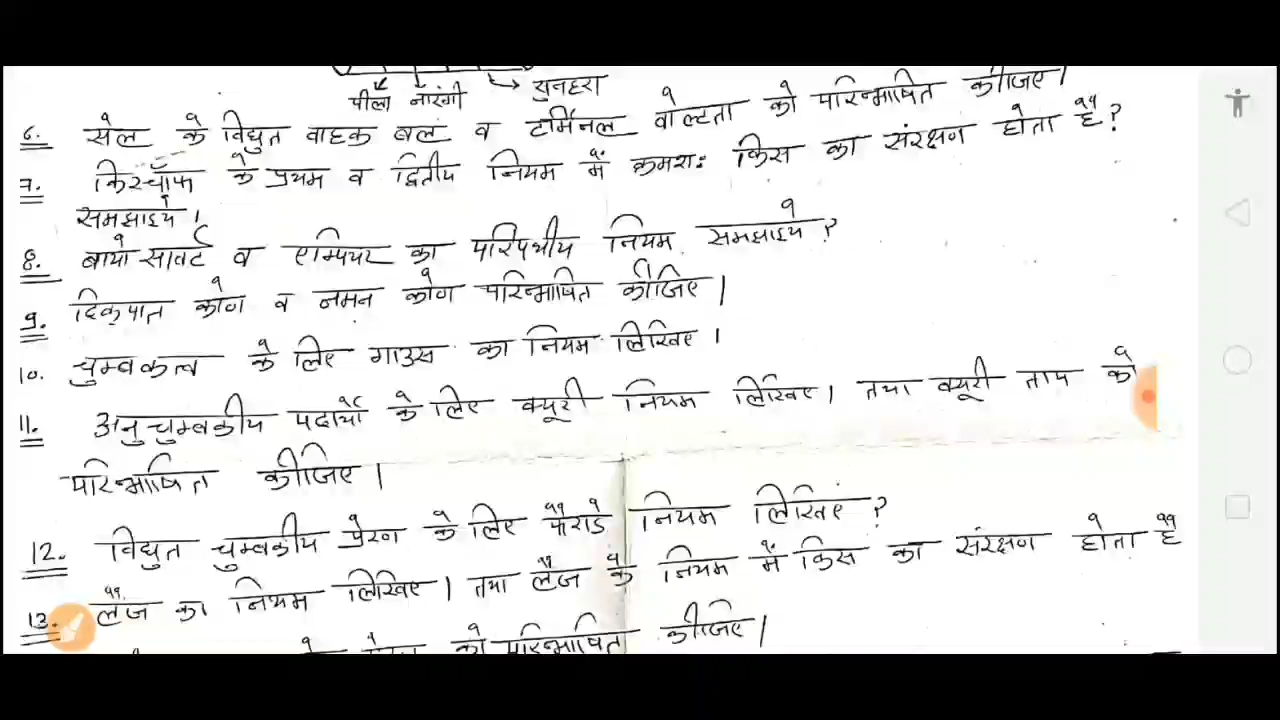 पीला नारंगी → सुनहरा
6. सेल के विद्युत वाहक बल व टर्मिनल वोल्टता को परिभाषित कीजिए।
7. किरचॉफ के प्रथम व द्वितीय नियम में क्रमशः किस का संरक्षण होता है?
समझाइये।
8. बायो सावर्ट व एम्पियर का परिपथीय नियम समझाये?
9. दिक्पात कोण व नमन कोण परिभाषित कीजिए।
10. चुम्बकत्व के लिए गाउस का नियम लिखिए।
11. अनुचुम्बकीय पदार्थो के लिए क्यूरी नियम लिखिए। तथा क्यूरी ताप को
परिभाषित कीजिए।
12. विद्युत चुम्बकीय प्रेरण के लिए फैराडे नियम लिखिए?
13. लैंज का नियम लिखिए। तथा लैंज के नियम में किस का संरक्षण होता है
को परिभाषित कीजिए।